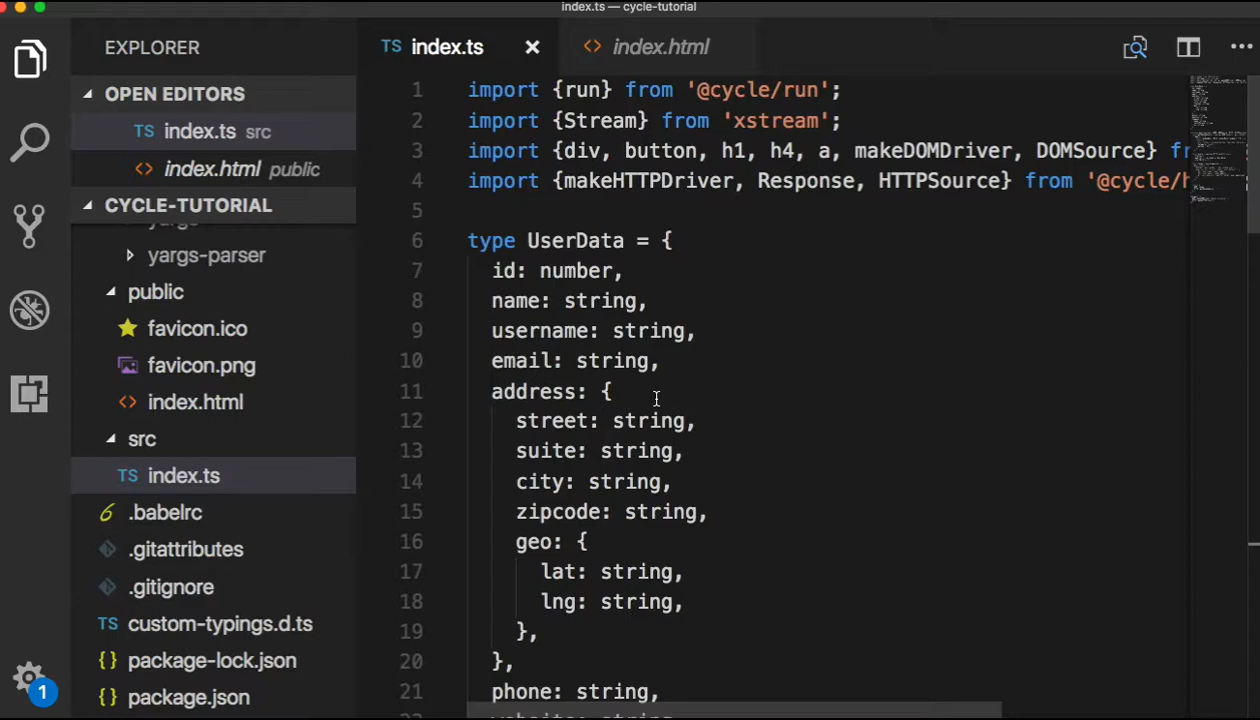 index.ts — cycle-tutorial
EXPLORER
OPEN EDITORS
TS index.ts src
<> index.html public
CYCLE-TUTORIAL
yargs-parser
public
favicon.ico
favicon.png
<> index.html
src
TS index.ts
.babelrc
.gitattributes
.gitignore
TS custom-typings.d.ts
{} package-lock.json
{} package.json
1
TS index.ts
<> index.html
1 import {run} from '@cycle/run';
2 import {Stream} from 'xstream';
3 import {div, button, h1, h4, a, makeDOMDriver, DOMSource} fr
4 import {makeHTTPDriver, Response, HTTPSource} from '@cycle/h
5
6 type UserData = {
7 id: number,
8 name: string,
9 username: string,
10 email: string,
11 address: {
12 street: string,
13 suite: string,
14 city: string,
15 zipcode: string,
16 geo: {
17 lat: string,
18 lng: string,
19 },
20 },
21 phone: string,